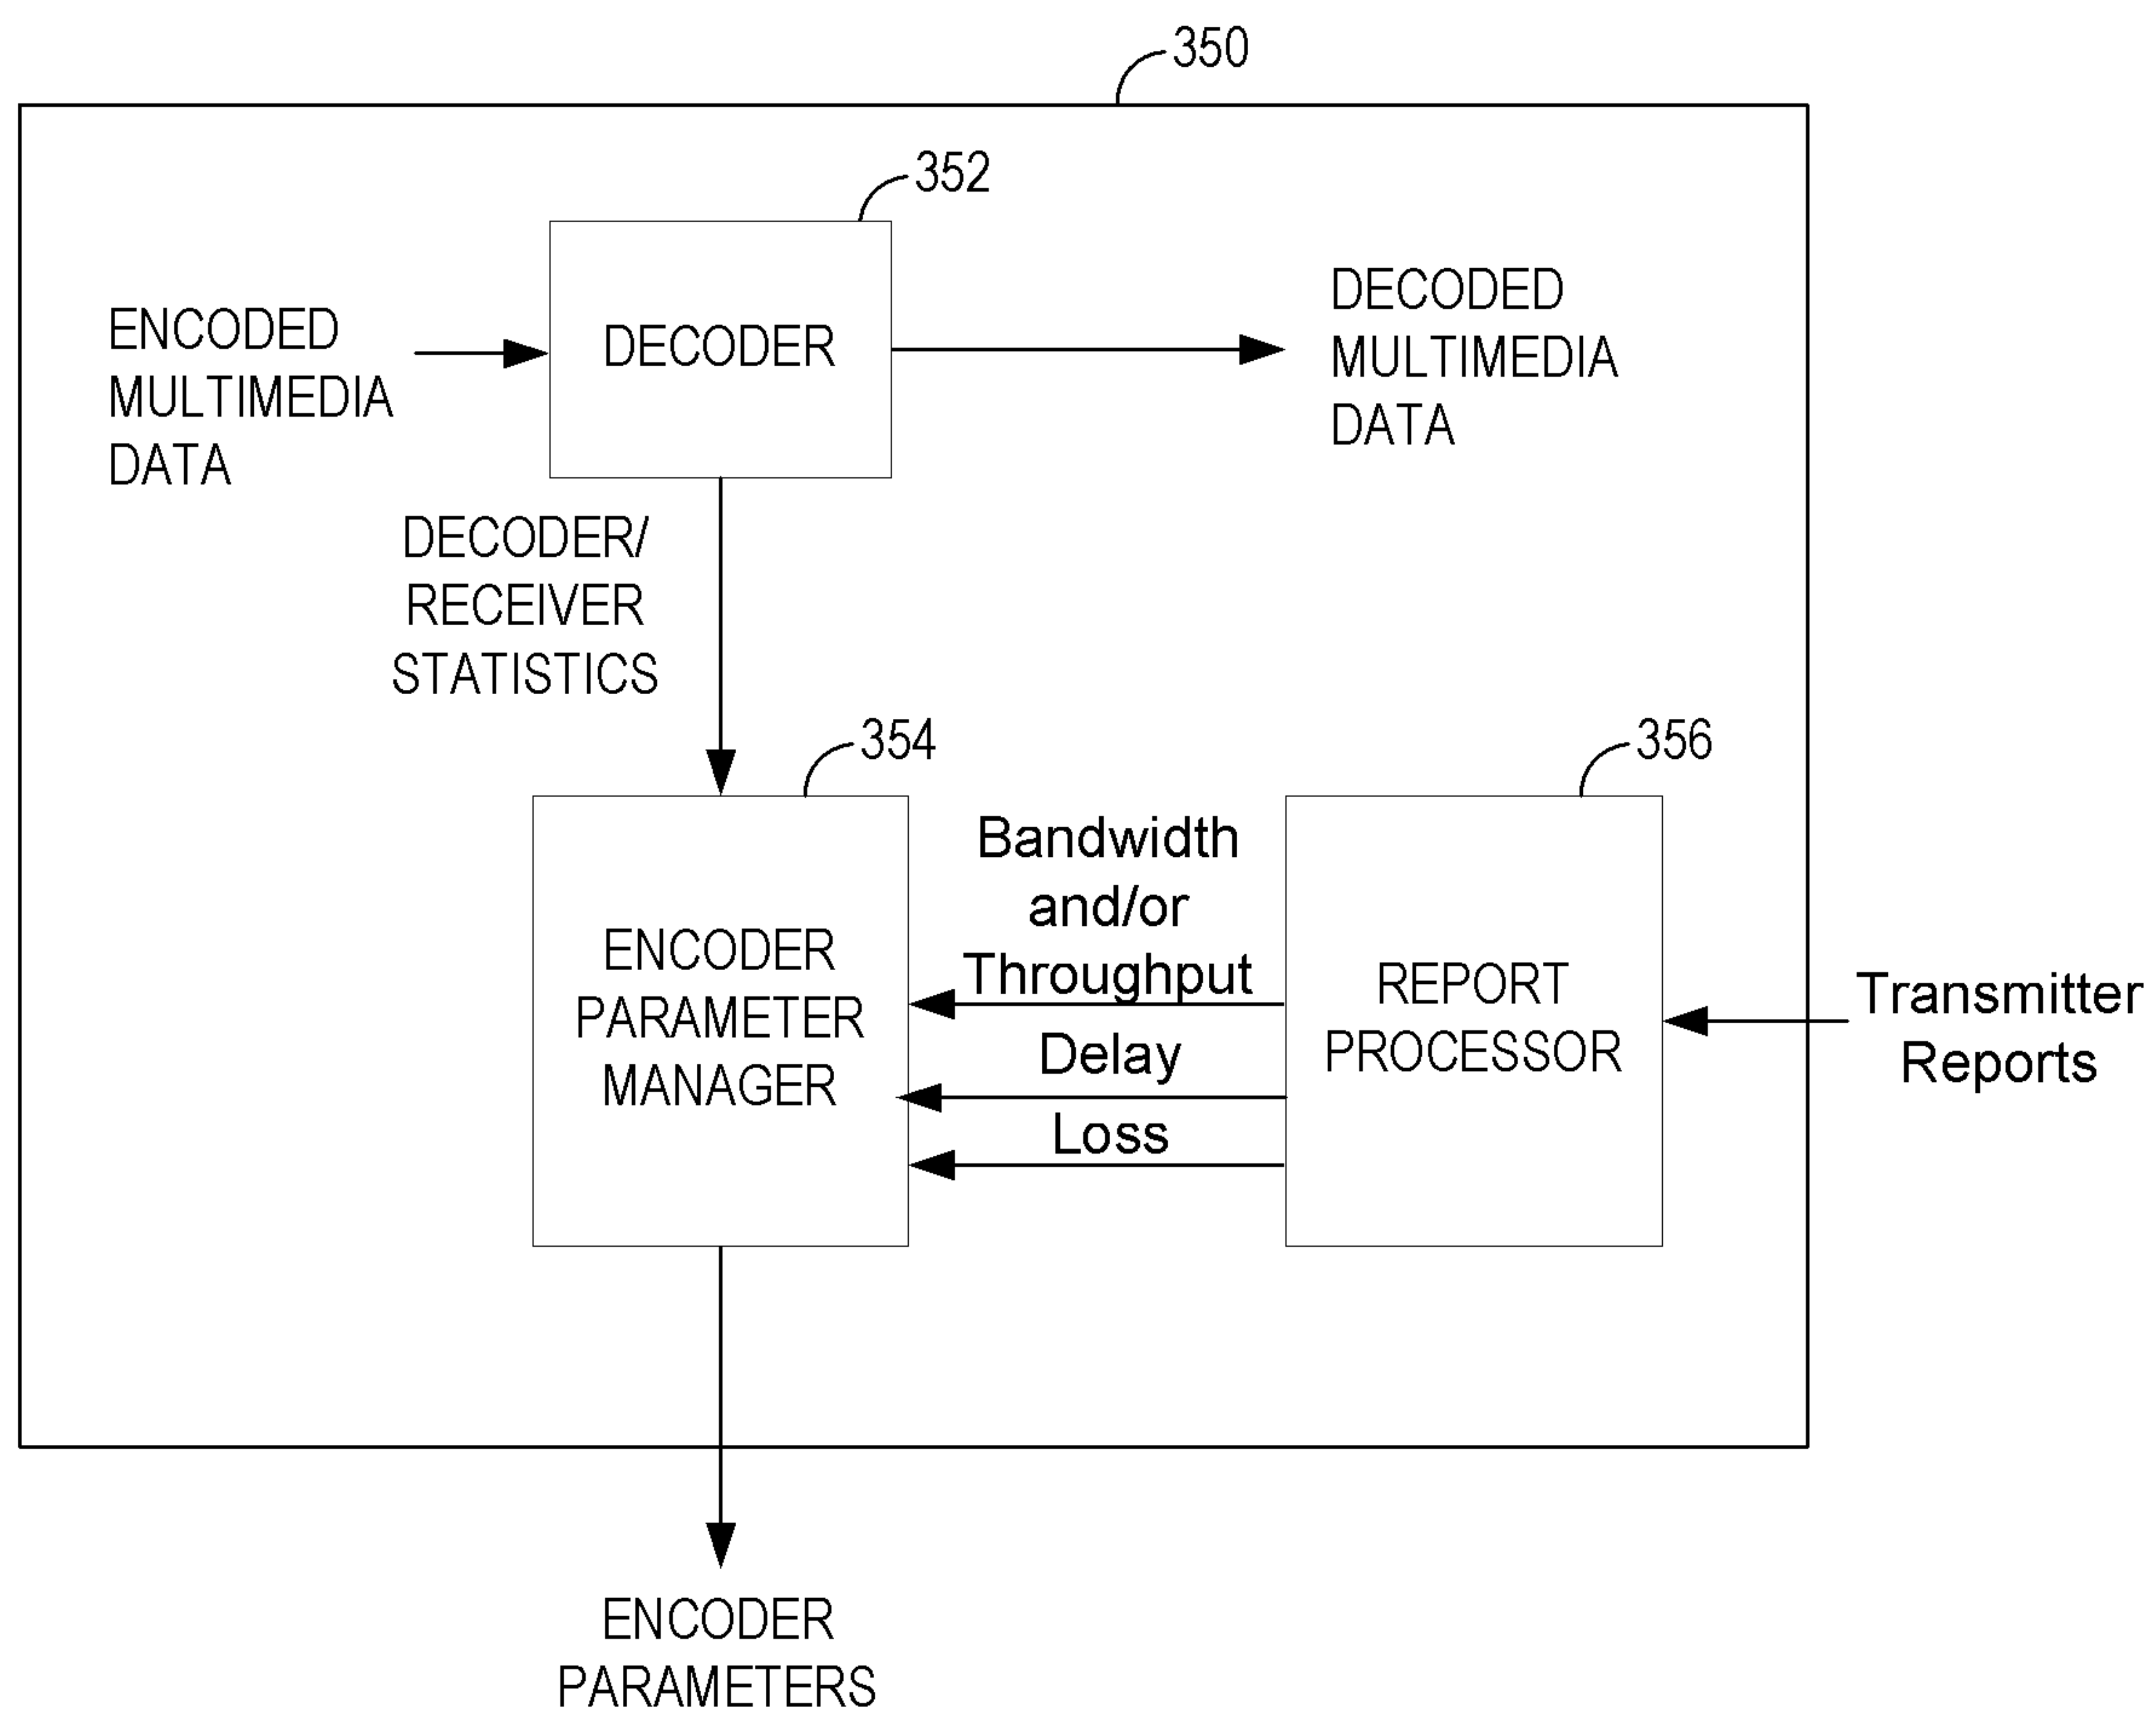 350
352
ENCODED
MULTIMEDIA
DATA
DECODER
DECODED
MULTIMEDIA
DATA
DECODER/
RECEIVER
STATISTICS
354
356
ENCODER
PARAMETER
MANAGER
Bandwidth
and/or
Throughput
Delay
Loss
REPORT
PROCESSOR
Transmitter
Reports
ENCODER
PARAMETERS